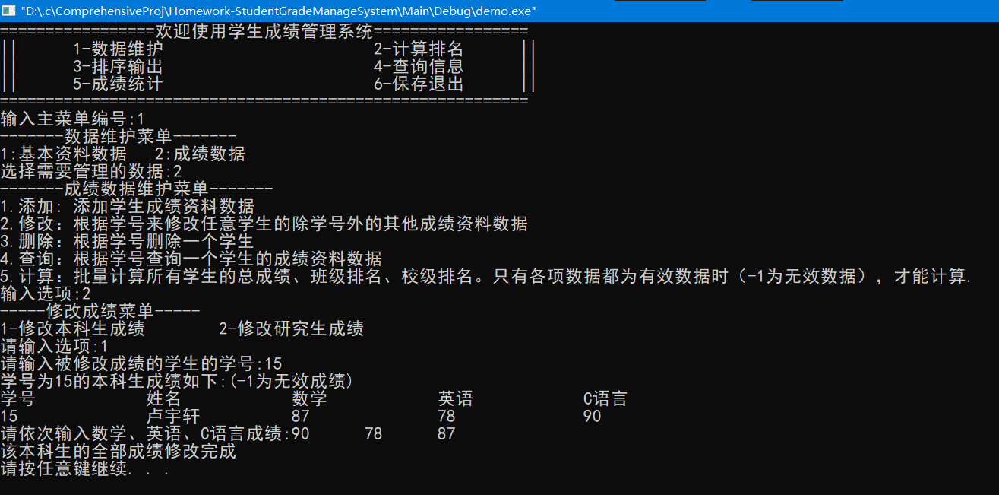 "D:\.c\ComprehensiveProj\Homework-StudentGradeManageSystem\Main\Debug\demo.exe"
=================欢迎使用学生成绩管理系统=================
|| 1-数据维护 2-计算排名 ||
|| 3-排序输出 4-查询信息 ||
|| 5-成绩统计 6-保存退出 ||
==========================================================
输入主菜单编号:1
-------数据维护菜单-------
1:基本资料数据 2:成绩数据
选择需要管理的数据:2
-------成绩数据维护菜单-------
1.添加: 添加学生成绩资料数据
2.修改：根据学号来修改任意学生的除学号外的其他成绩资料数据
3.删除：根据学号删除一个学生
4.查询：根据学号查询一个学生的成绩资料数据
5.计算：批量计算所有学生的总成绩、班级排名、校级排名。只有各项数据都为有效数据时（-1为无效数据），才能计算.
输入选项:2
-----修改成绩菜单-----
1-修改本科生成绩 2-修改研究生成绩
请输入选项:1
请输入被修改成绩的学生的学号:15
学号为15的本科生成绩如下:(-1为无效成绩)
学号 姓名 数学 英语 C语言
15 卢宇轩 87 78 90
请依次输入数学、英语、C语言成绩:90 78 87
该本科生的全部成绩修改完成
请按任意键继续. . .